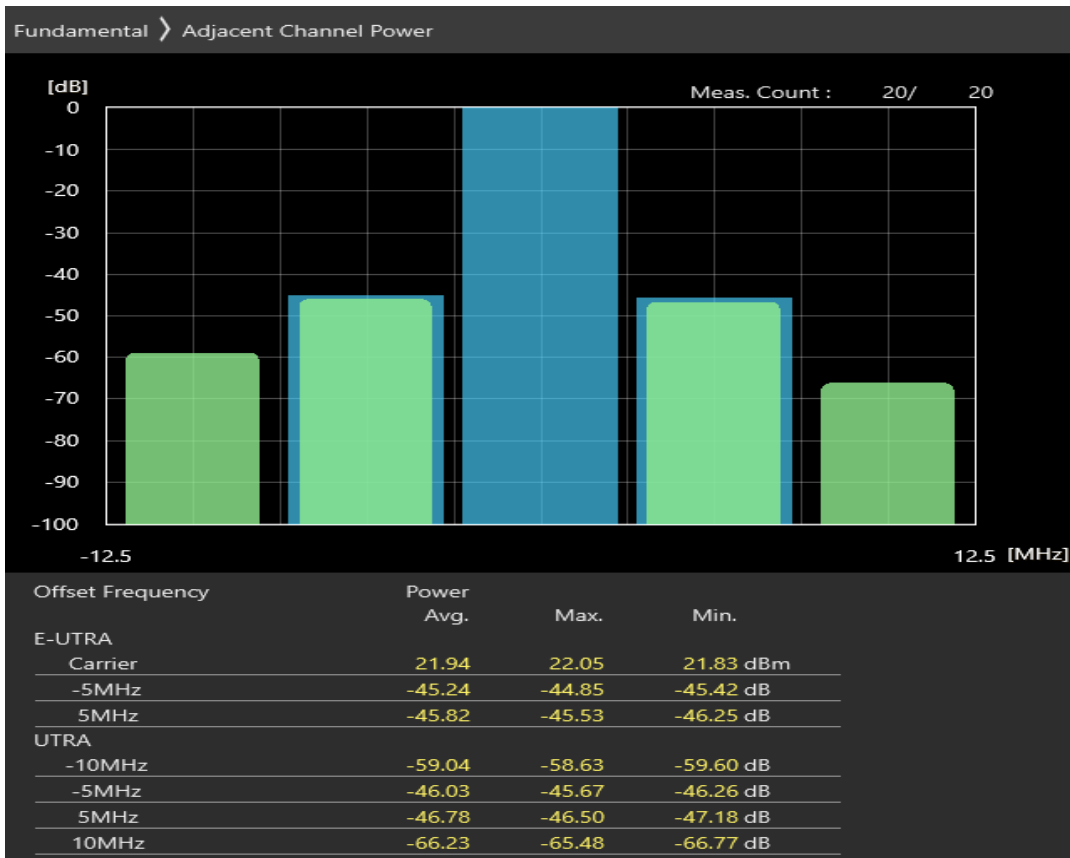 Fundamental ❯ Adjacent Channel Power
[dB]
Meas. Count : 20/ 20
0
-10
-20
-30
-40
-50
-60
-70
-80
-90
-100
-12.5 12.5 [MHz]
Offset Frequency Power
Avg. Max. Min.
E-UTRA
Carrier 21.94 22.05 21.83 dBm
-5MHz -45.24 -44.85 -45.42 dB
5MHz -45.82 -45.53 -46.25 dB
UTRA
-10MHz -59.04 -58.63 -59.60 dB
-5MHz -46.03 -45.67 -46.26 dB
5MHz -46.78 -46.50 -47.18 dB
10MHz -66.23 -65.48 -66.77 dB